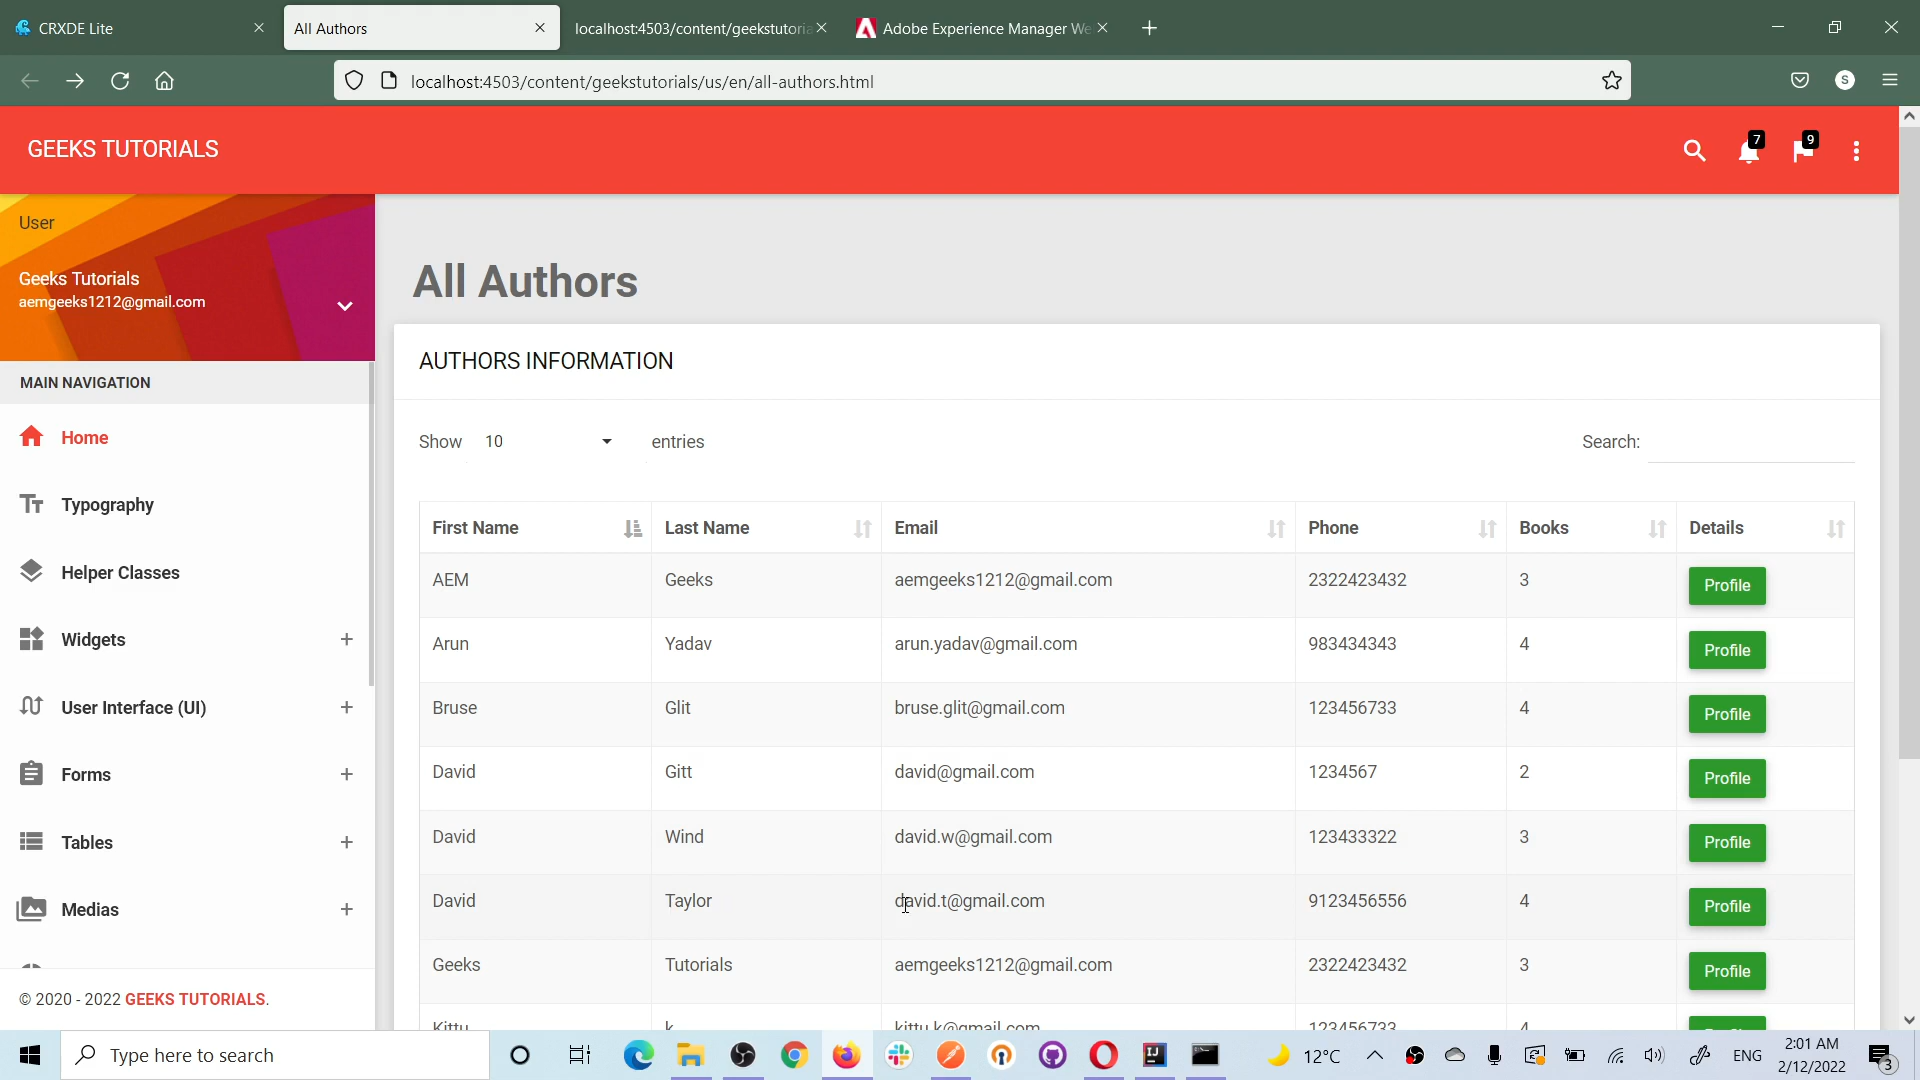 CRXDE Lite
All Authors
localhost:4503/content/geekstutoria
Adobe Experience Manager We
localhost:4503/content/geekstutorials/us/en/all-authors.html
S
GEEKS TUTORIALS
7
9
User
Geeks Tutorials
aemgeeks1212@gmail.com
MAIN NAVIGATION
Home
Typography
Helper Classes
Widgets +
User Interface (UI) +
Forms +
Tables +
Medias +
© 2020 - 2022 GEEKS TUTORIALS.
All Authors
AUTHORS INFORMATION
Show 10 entries
Search:
First Name Last Name Email Phone Books Details
AEM Geeks aemgeeks1212@gmail.com 2322423432 3 Profile
Arun Yadav arun.yadav@gmail.com 983434343 4 Profile
Bruse Glit bruse.glit@gmail.com 123456733 4 Profile
David Gitt david@gmail.com 1234567 2 Profile
David Wind david.w@gmail.com 123433322 3 Profile
David Taylor david.t@gmail.com 9123456556 4 Profile
Geeks Tutorials aemgeeks1212@gmail.com 2322423432 3 Profile
Kittu k kittu.k@gmail.com 123456733 4
Type here to search
12°C
ENG
2:01 AM
2/12/2022
3